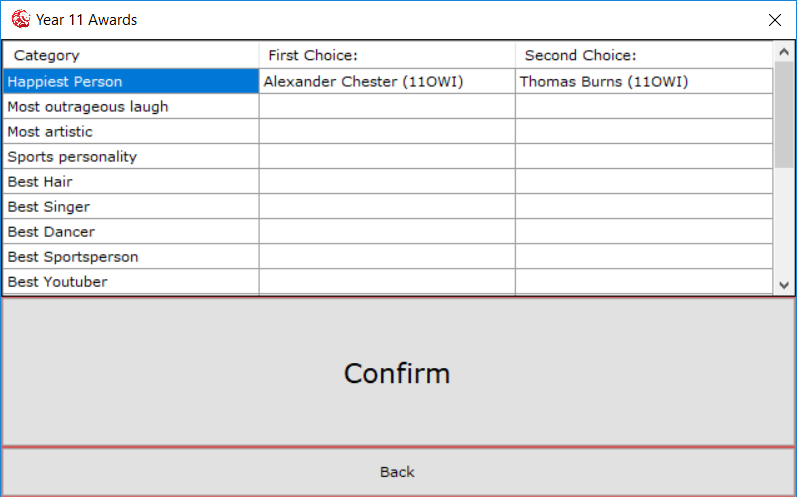 Year 11 Awards
Category First Choice: Second Choice:
Happiest Person Alexander Chester (11OWI) Thomas Burns (11OWI)
Most outrageous laugh
Most artistic
Sports personality
Best Hair
Best Singer
Best Dancer
Best Sportsperson
Best Youtuber
Confirm
Back